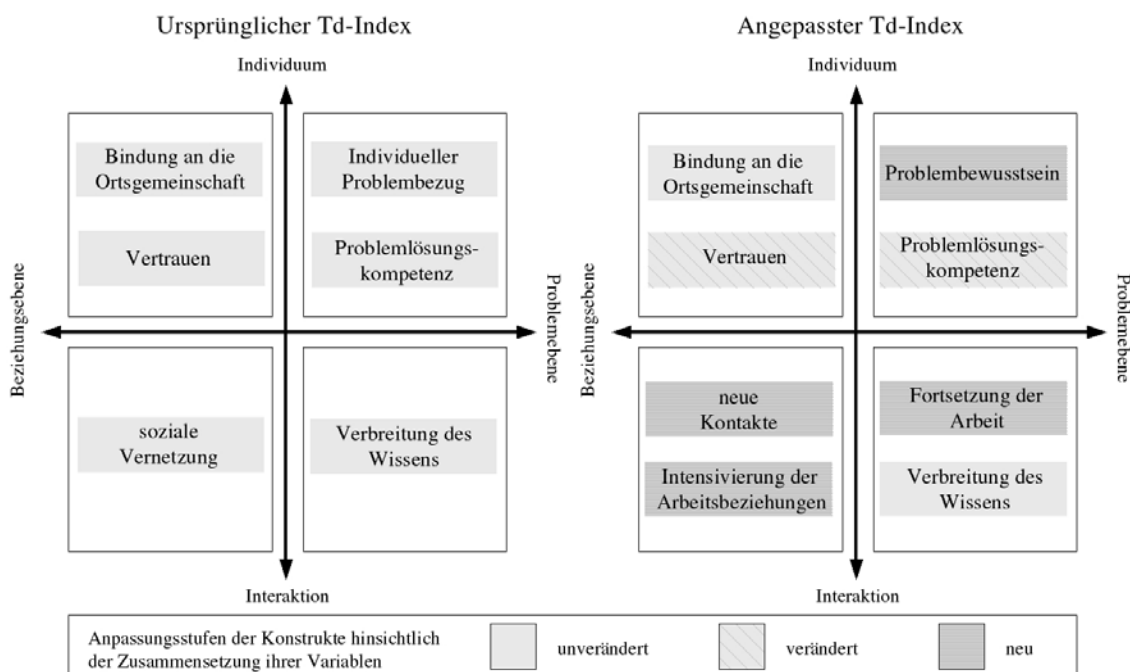 Ursprünglicher Td-Index
Individuum
Bindung an die
Ortsgemeinschaft
Individueller
Problembezug
Vertrauen
Problemlösungs-
kompetenz
Beziehungsebene
Problemebene
soziale
Vernetzung
Verbreitung des
Wissens
Interaktion
Angepasster Td-Index
Individuum
Bindung an die
Ortsgemeinschaft
Problembewusstsein
Vertrauen
Problemlösungs-
kompetenz
Beziehungsebene
Problemebene
neue
Kontakte
Fortsetzung der
Arbeit
Intensivierung der
Arbeitsbeziehungen
Verbreitung des
Wissens
Interaktion
Anpassungsstufen der Konstrukte hinsichtlich
der Zusammensetzung ihrer Variablen
unverändert
verändert
neu